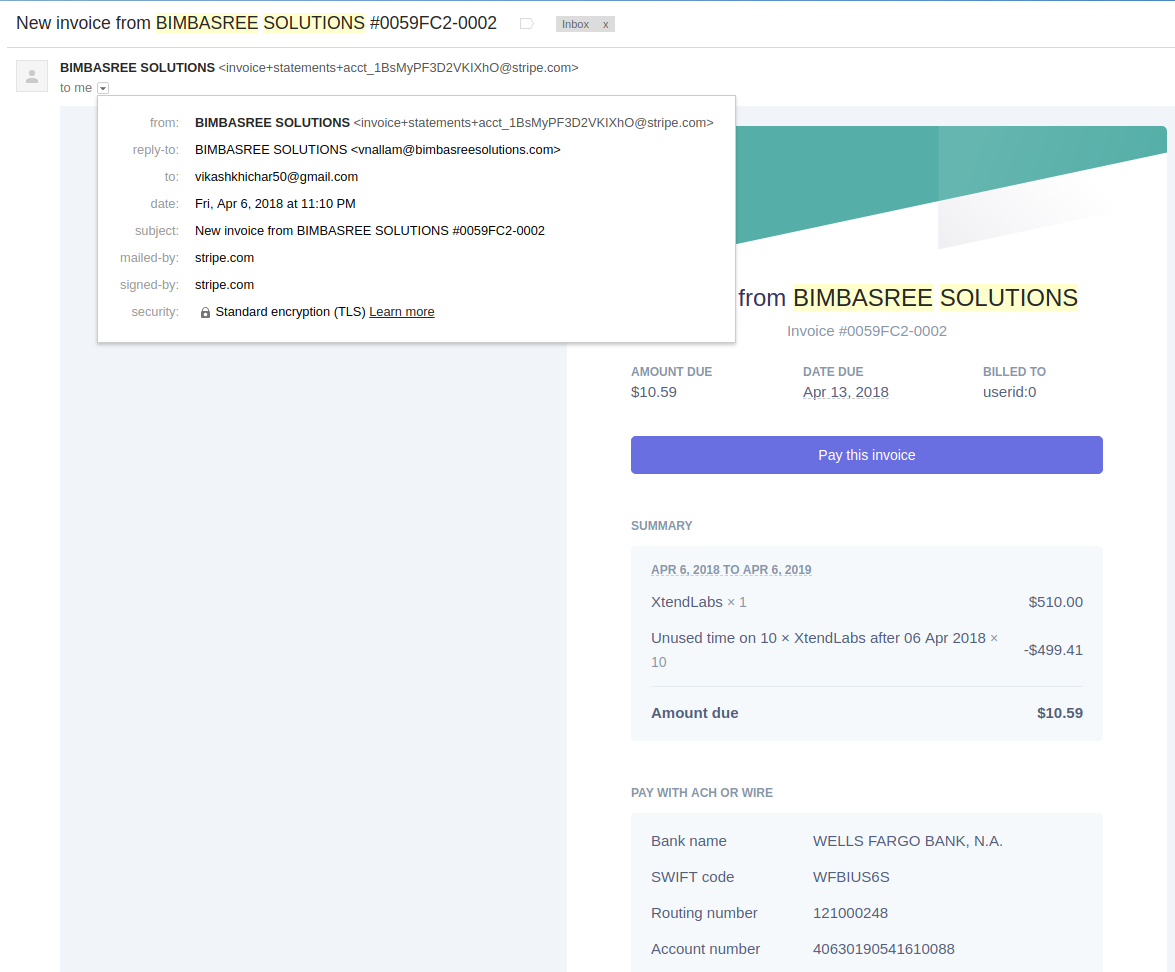 New invoice from BIMBASREE SOLUTIONS #0059FC2-0002
Inbox x
BIMBASREE SOLUTIONS <invoice+statements+acct_1BsMyPF3D2VKIXhO@stripe.com>
to me
from: BIMBASREE SOLUTIONS <invoice+statements+acct_1BsMyPF3D2VKIXhO@stripe.com>
reply-to: BIMBASREE SOLUTIONS <vnallam@bimbasreesolutions.com>
to: vikashkhichar50@gmail.com
date: Fri, Apr 6, 2018 at 11:10 PM
subject: New invoice from BIMBASREE SOLUTIONS #0059FC2-0002
mailed-by: stripe.com
signed-by: stripe.com
security: Standard encryption (TLS) Learn more
from BIMBASREE SOLUTIONS
Invoice #0059FC2-0002
AMOUNT DUE DATE DUE BILLED TO
$10.59 Apr 13, 2018 userid:0
Pay this invoice
SUMMARY
APR 6, 2018 TO APR 6, 2019
XtendLabs × 1 $510.00
Unused time on 10 × XtendLabs after 06 Apr 2018 ×
10 -$499.41
Amount due $10.59
PAY WITH ACH OR WIRE
Bank name WELLS FARGO BANK, N.A.
SWIFT code WFBIUS6S
Routing number 121000248
Account number 40630190541610088